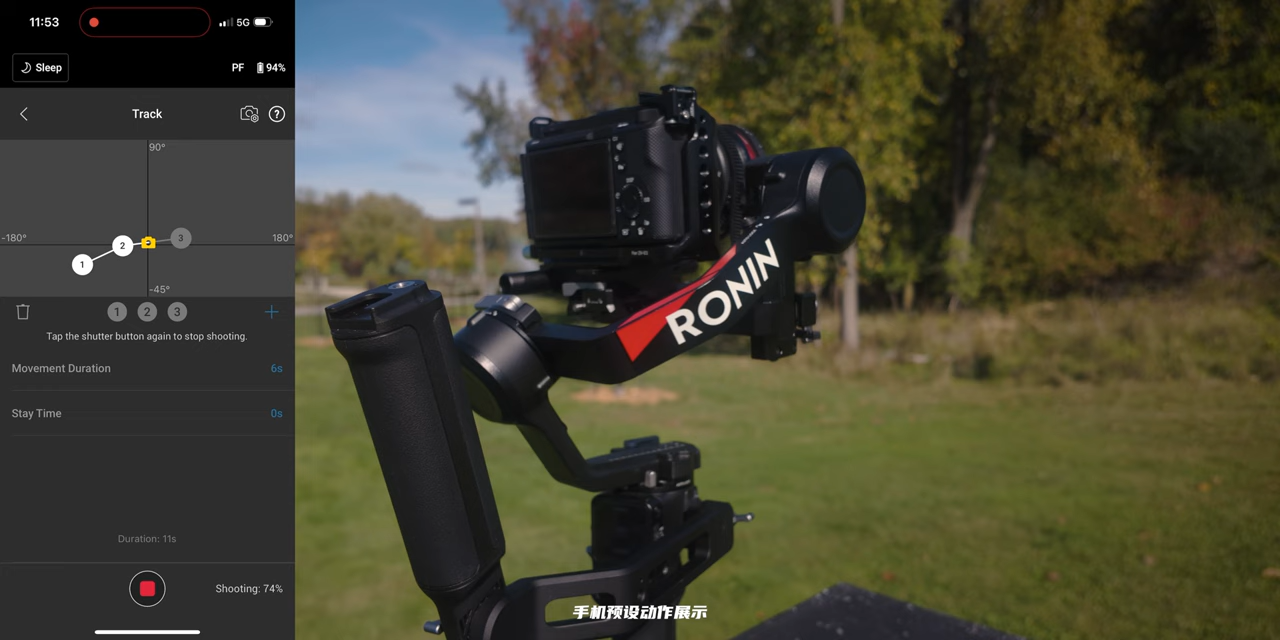 11:53
5G
Sleep
PF
94%
Track
?
90°
-180°
180°
1
2
3
-45°
1
2
3
+
Tap the shutter button again to stop shooting.
Movement Duration
6s
Stay Time
0s
Duration: 11s
Shooting: 74%
RONIN
手机预设动作展示